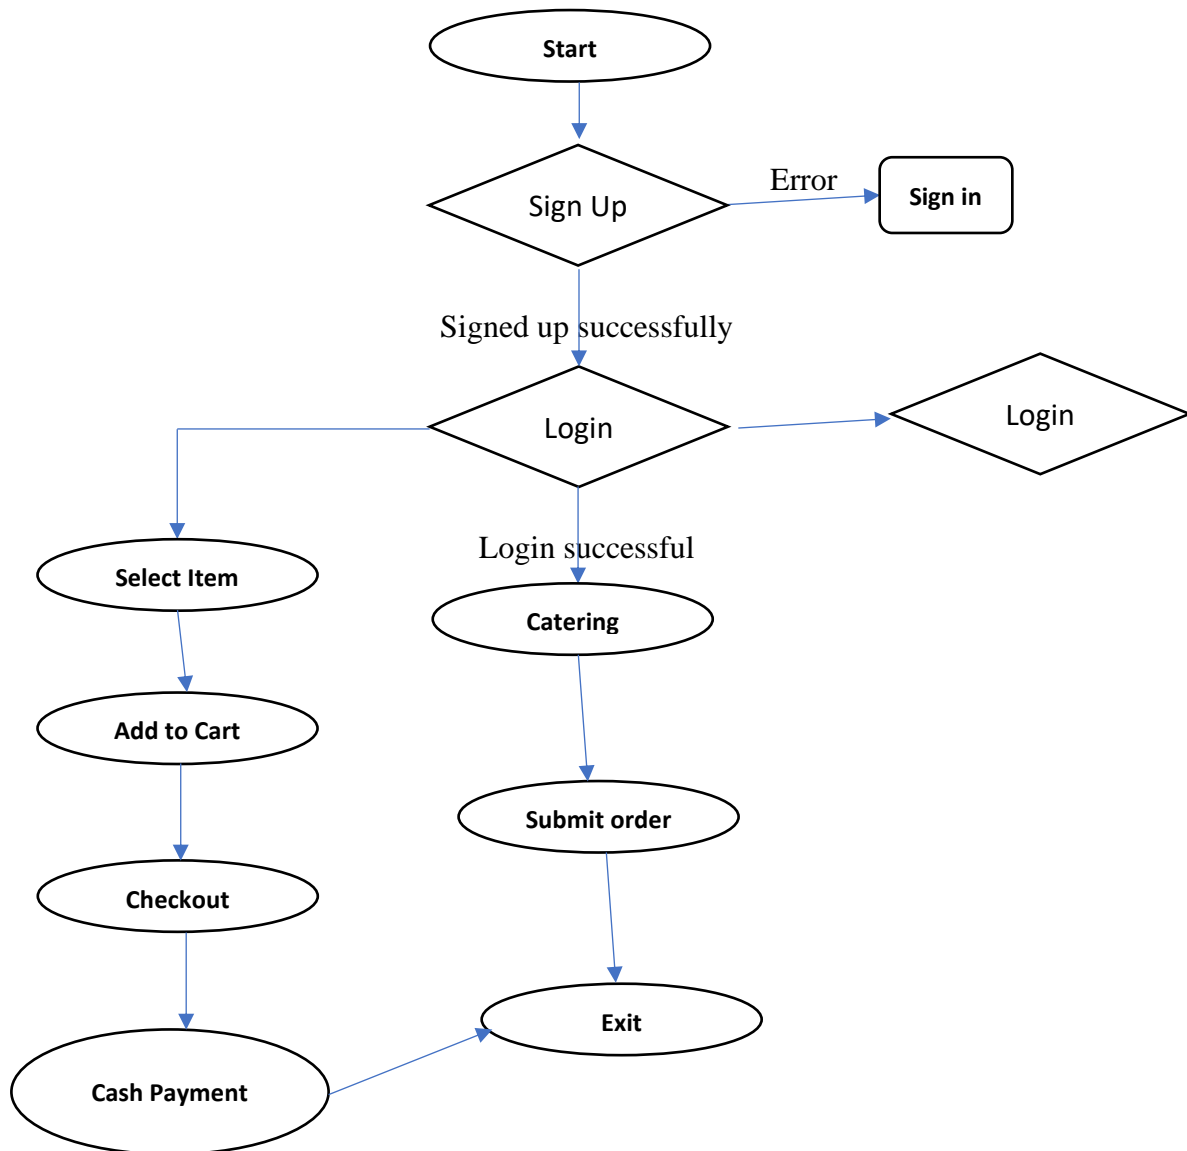 Start
Sign Up
Error
Sign in
Signed up successfully
Login
Login
Select Item
Login successful
Catering
Add to Cart
Submit order
Checkout
Exit
Cash Payment